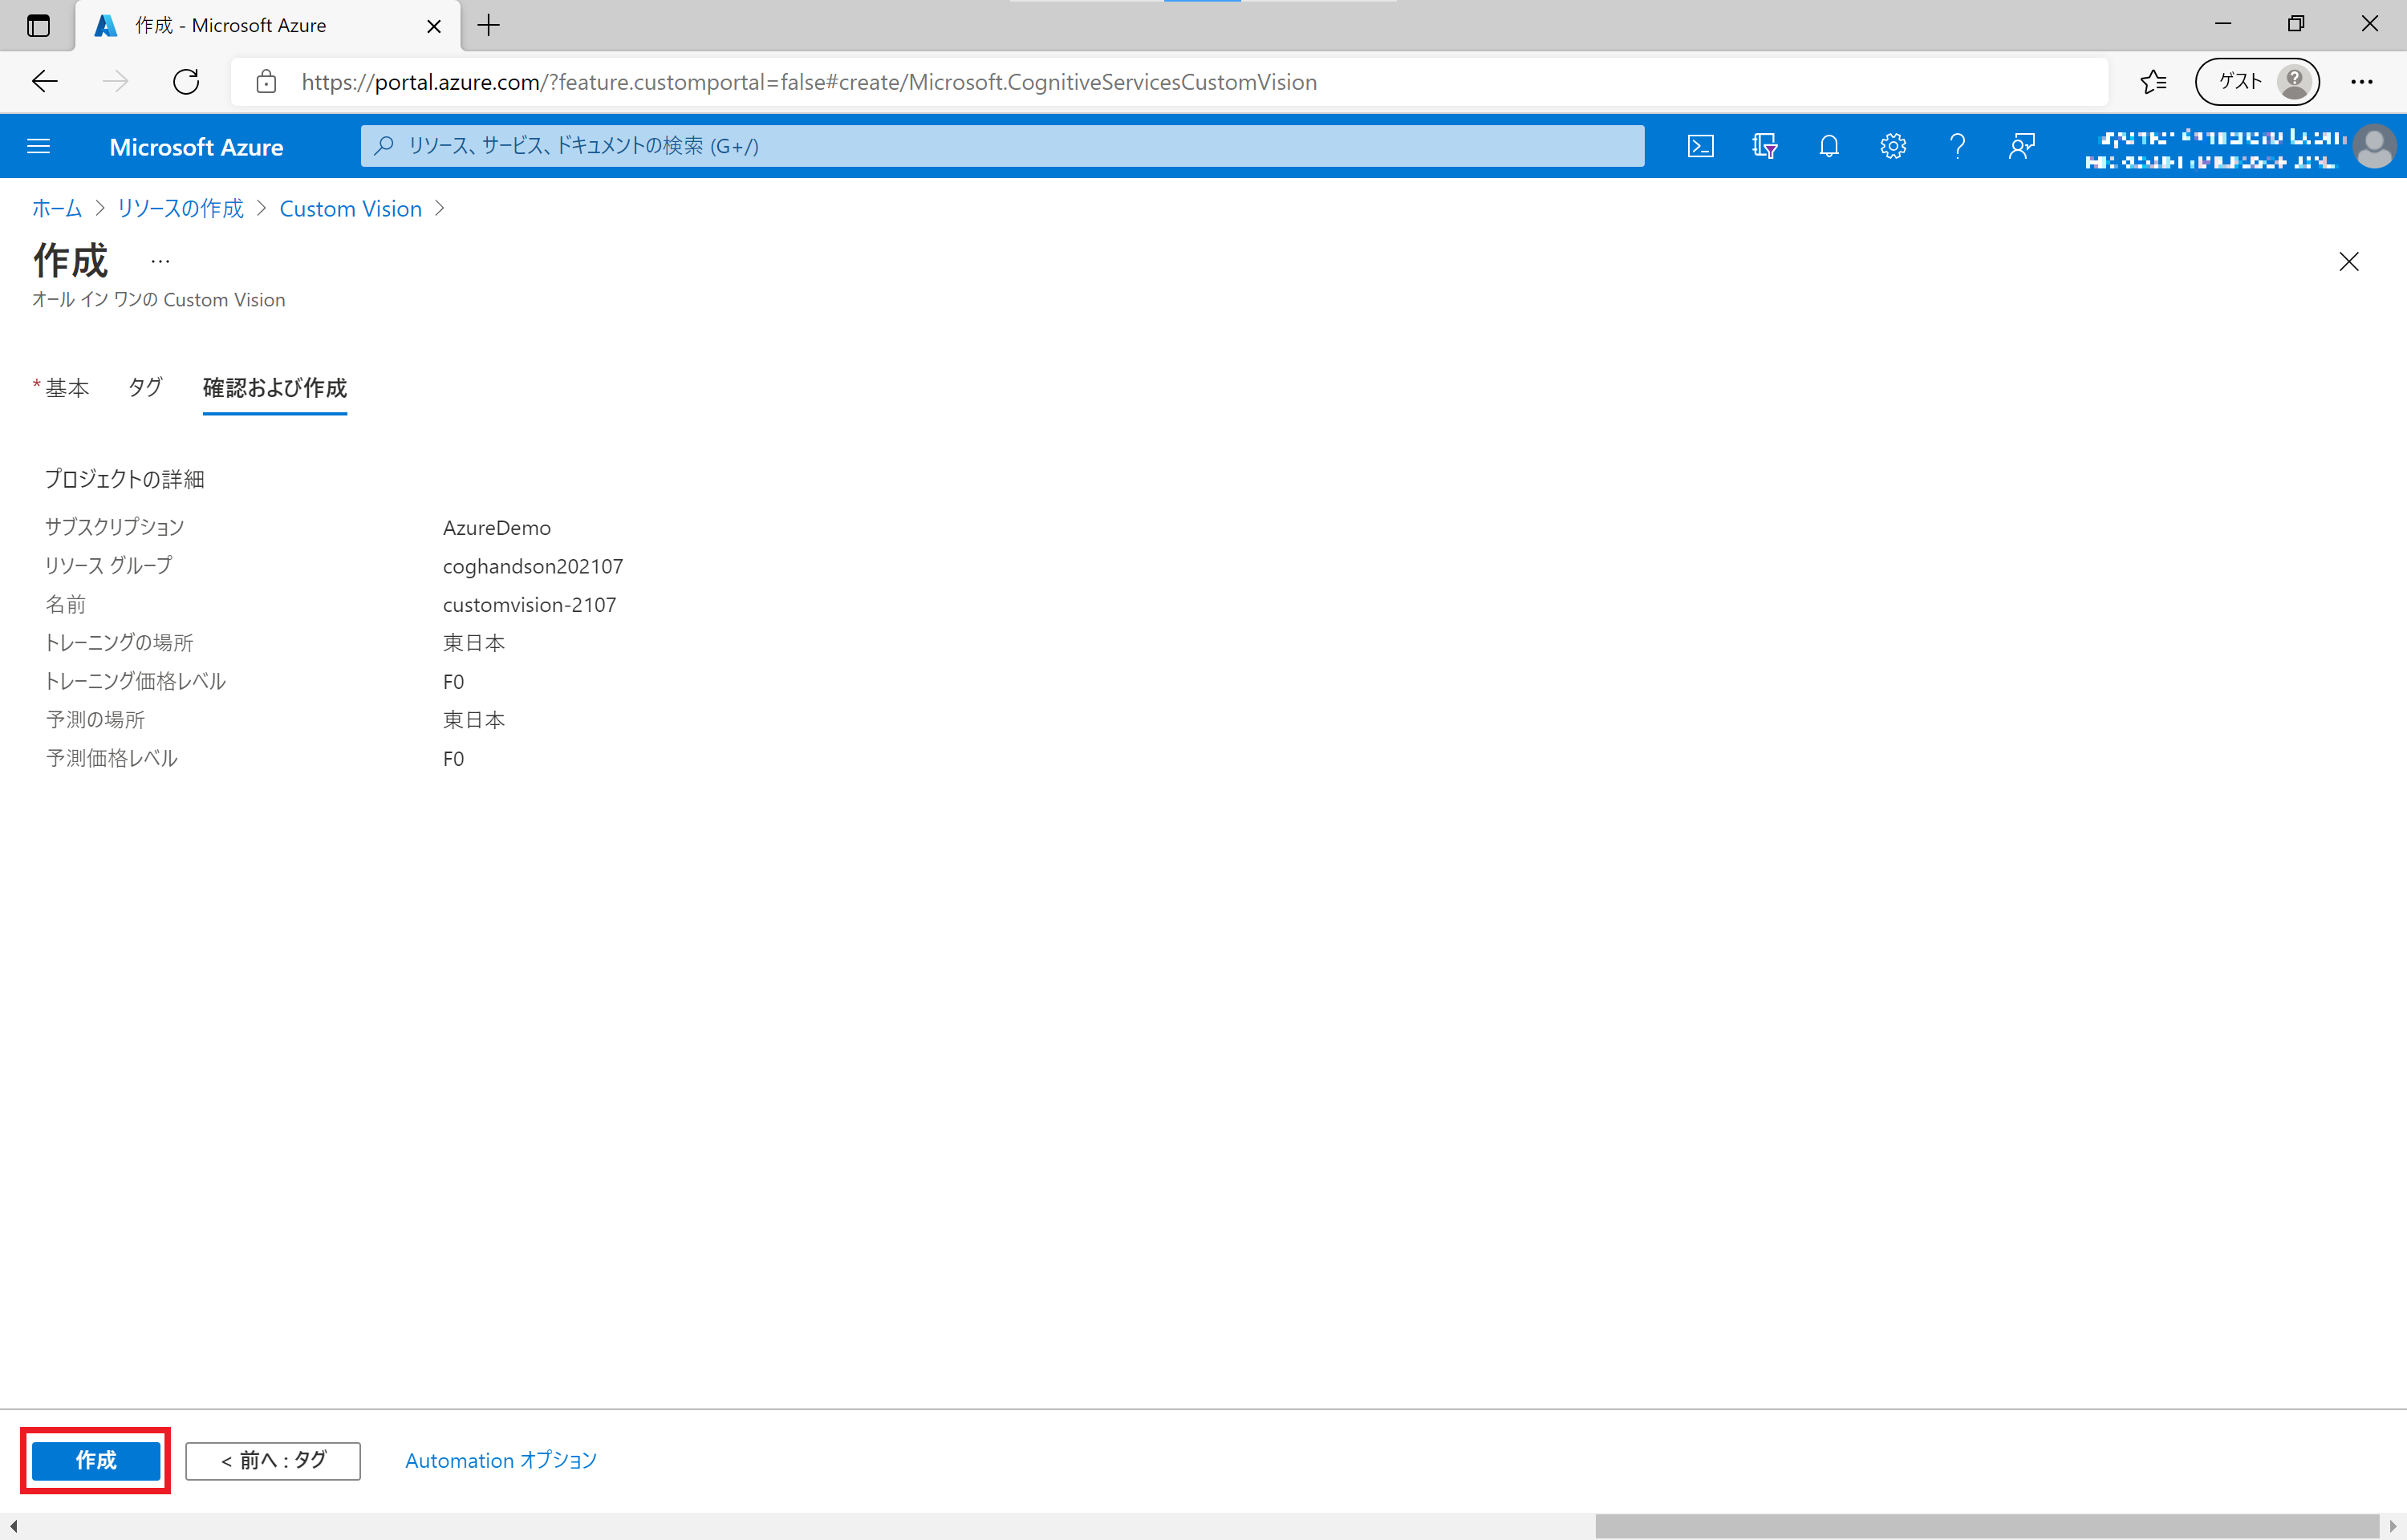 作成 - Microsoft Azure
https://portal.azure.com/?feature.customportal=false#create/Microsoft.CognitiveServicesCustomVision
ゲスト
Microsoft Azure
リソース、サービス、ドキュメントの検索 (G+/)
ホーム > リソースの作成 > Custom Vision >
作成 ...
オール イン ワンの Custom Vision
* 基本 タグ 確認および作成
プロジェクトの詳細
サブスクリプション AzureDemo
リソース グループ coghandson202107
名前 customvision-2107
トレーニングの場所 東日本
トレーニング価格レベル F0
予測の場所 東日本
予測価格レベル F0
作成 < 前へ : タグ Automation オプション